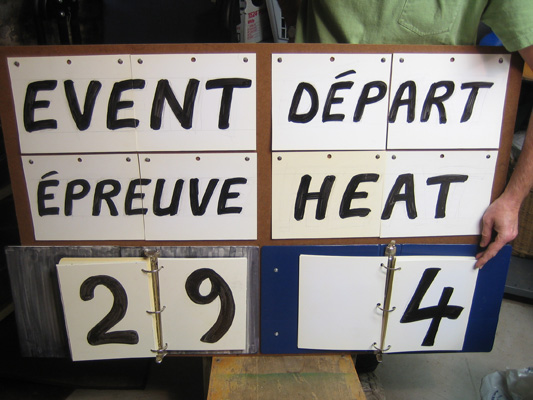 EVENT DÉPART
ÉPREUVE HEAT
29 4